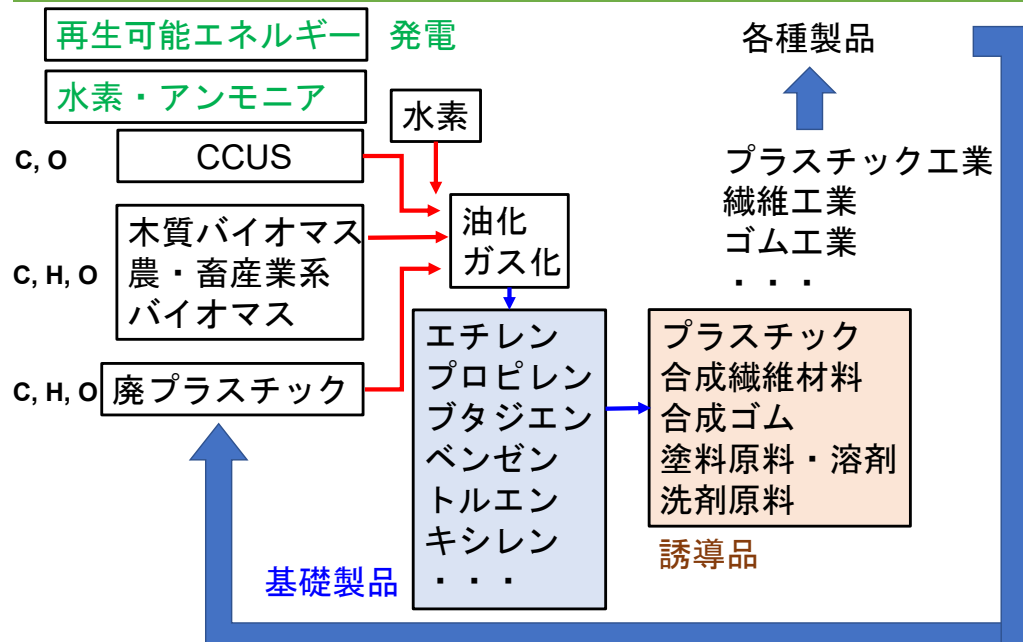 再生可能エネルギー 発電
水素・アンモニア
水素
C, O
CCUS
C, H, O
木質バイオマス
農・畜産業系
バイオマス
C, H, O
廃プラスチック
油化
ガス化
エチレン
プロピレン
ブタジエン
ベンゼン
トルエン
キシレン
・・・
基礎製品
各種製品
プラスチック工業
繊維工業
ゴム工業
・・・
プラスチック
合成繊維材料
合成ゴム
塗料原料・溶剤
洗剤原料
誘導品